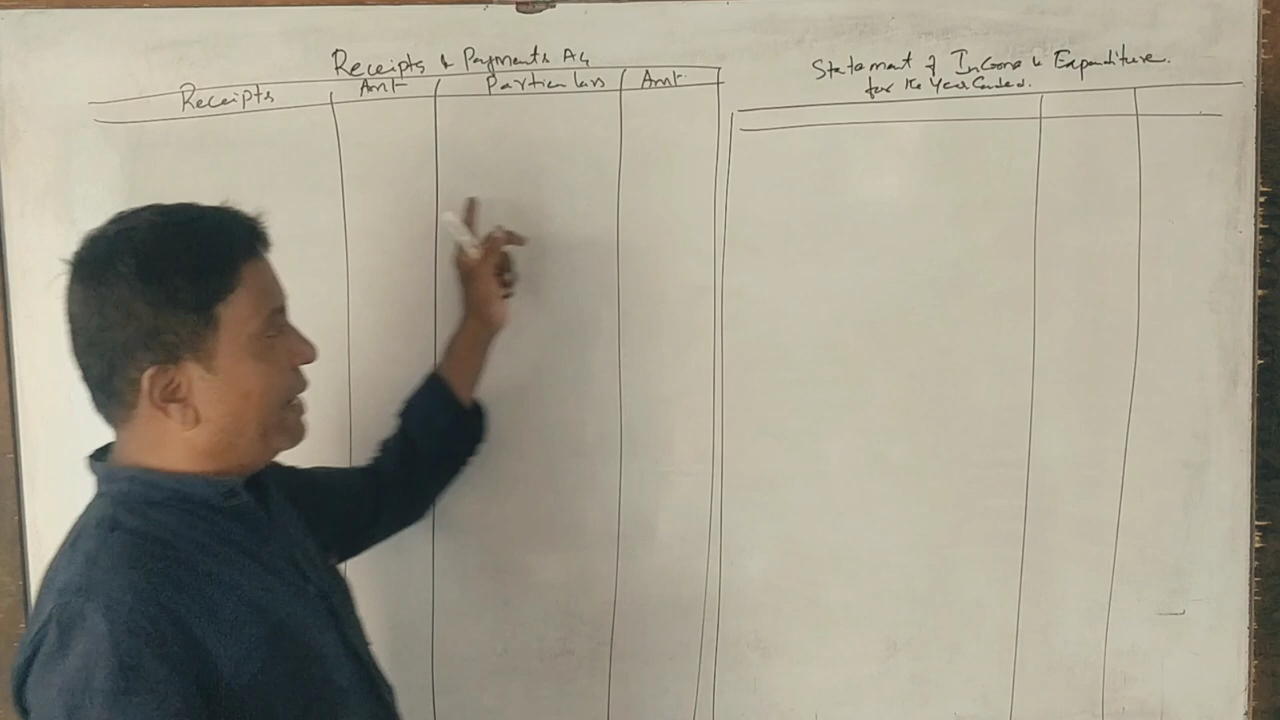 Receipts & Payments A/c
Receipts Amt Particulars Amt
Statement of Income & Expenditure.
for the Year Ended.